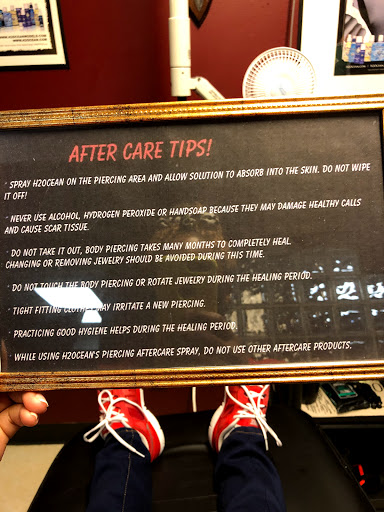 AFTER CARE TIPS!
* SPRAY H2OCEAN ON THE PIERCING AREA AND ALLOW SOLUTION TO ABSORB INTO THE SKIN. DO NOT WIPE
IT OFF!
* NEVER USE ALCOHOL, HYDROGEN PEROXIDE OR HANDSOAP BECAUSE THEY MAY DAMAGE HEALTHY CALLS
AND CAUSE SCAR TISSUE.
* DO NOT TAKE IT OUT, BODY PIERCING TAKES MANY MONTHS TO COMPLETELY HEAL.
CHANGING OR REMOVING JEWELRY SHOULD BE AVOIDED DURING THIS TIME.
* DO NOT TOUCH THE BODY PIERCING OR ROTATE JEWELRY DURING THE HEALING PERIOD.
* TIGHT FITTING CLOTHES MAY IRRITATE A NEW PIERCING.
* PRACTICING GOOD HYGIENE HELPS DURING THE HEALING PERIOD.
* WHILE USING H2OCEAN'S PIERCING AFTERCARE SPRAY, DO NOT USE OTHER AFTERCARE PRODUCTS.